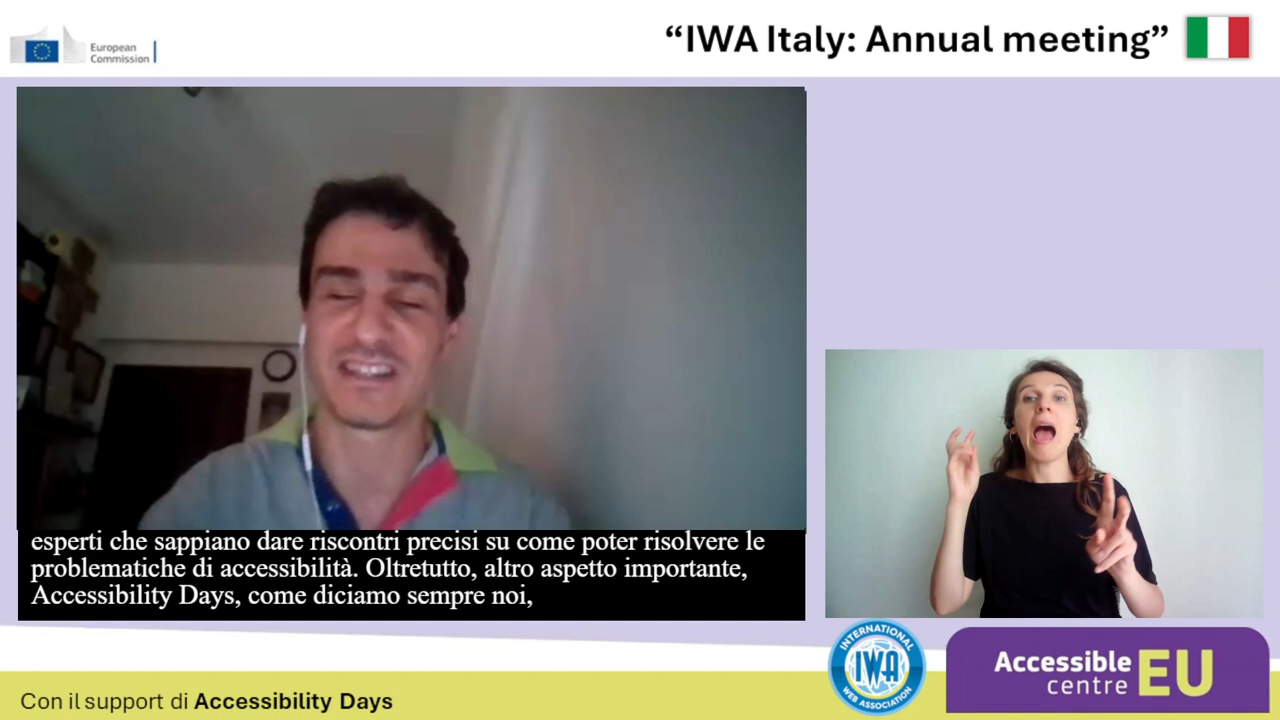 European
Commission
“IWA Italy: Annual meeting”
esperti che sappiano dare riscontri precisi su come poter risolvere le
problematiche di accessibilità. Oltretutto, altro aspetto importante,
Accessibility Days, come diciamo sempre noi,
INTERNATIONAL
IWA
WEB ASSOCIATION
Accessible
centre
EU
Con il support di Accessibility Days